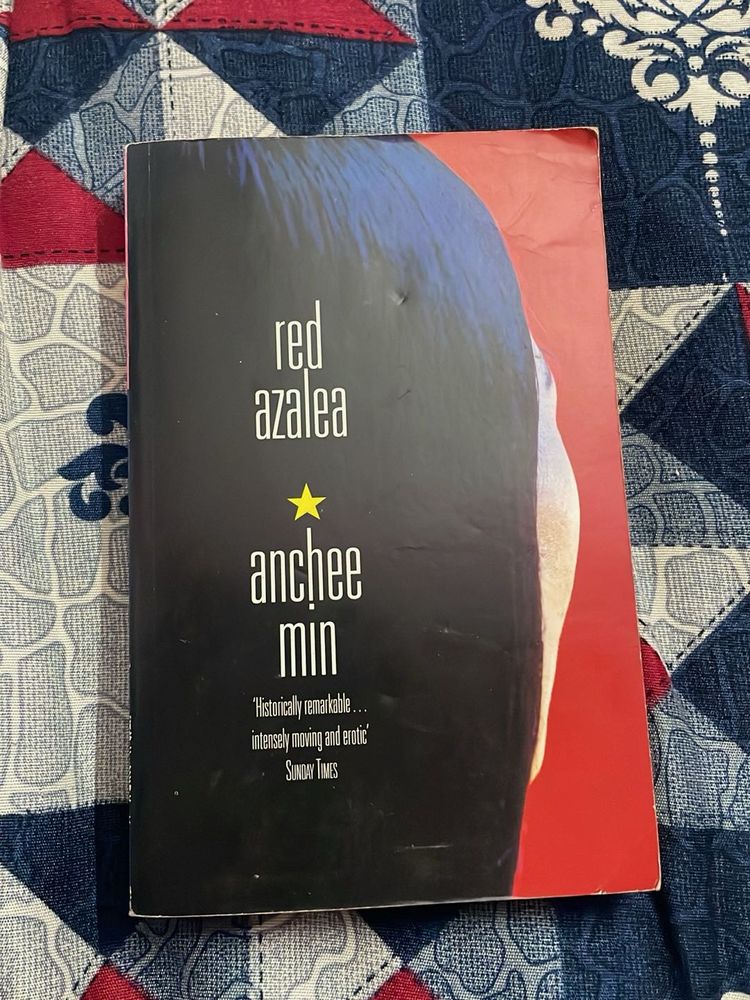 red
azalea
anchee
min
‘Historically remarkable...
intensely moving and erotic’
SUNDAY TIMES